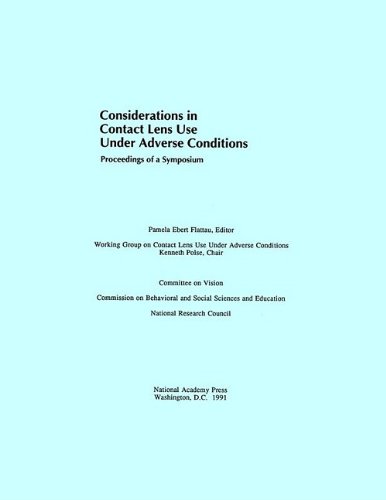 Considerations in
Contact Lens Use
Under Adverse Conditions
Proceedings of a Symposium
Pamela Ebert Flattau, Editor
Working Group on Contact Lens Use Under Adverse Conditions
Kenneth Polse, Chair
Committee on Vision
Commission on Behavioral and Social Sciences and Education
National Research Council
National Academy Press
Washington, D.C. 1991